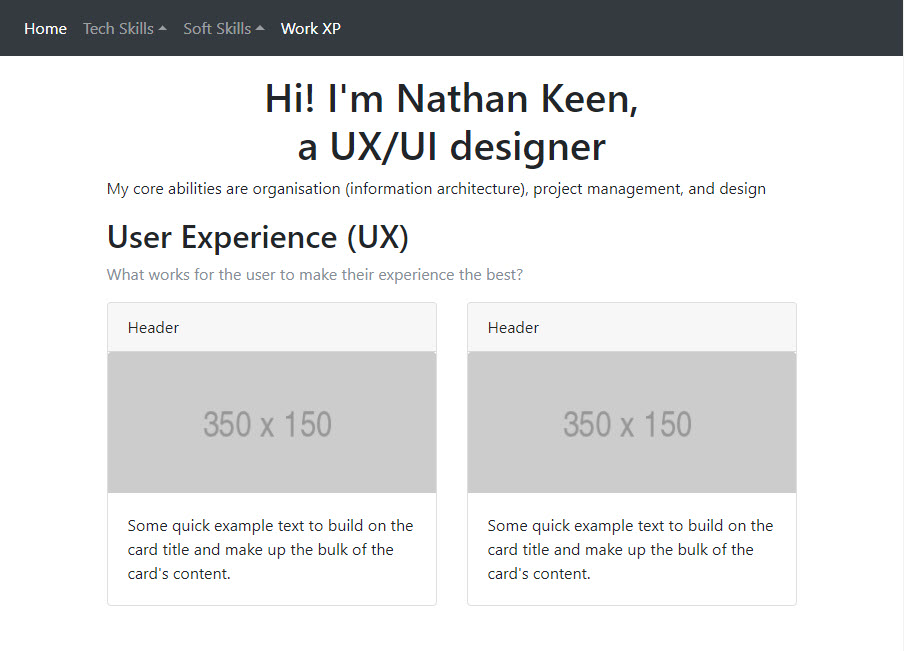 Home Tech Skills Soft Skills Work XP
Hi! I'm Nathan Keen,
a UX/UI designer
My core abilities are organisation (information architecture), project management, and design
User Experience (UX)
What works for the user to make their experience the best?
Header
350 x 150
Some quick example text to build on the
card title and make up the bulk of the
card's content.
Header
350 x 150
Some quick example text to build on the
card title and make up the bulk of the
card's content.